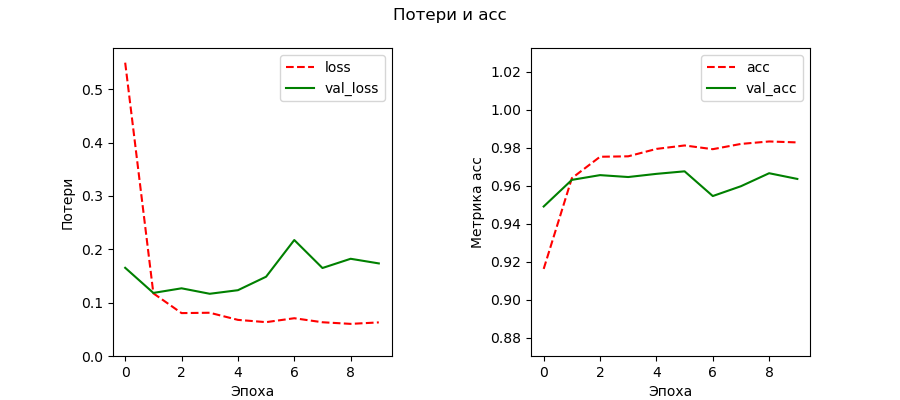 Потери и acc
loss
val_loss
0.5
0.4
0.3
0.2
0.1
0.0
Потери
0 2 4 6 8
Эпоха
acc
val_acc
1.02
1.00
0.98
0.96
0.94
0.92
0.90
0.88
Метрика acc
0 2 4 6 8
Эпоха